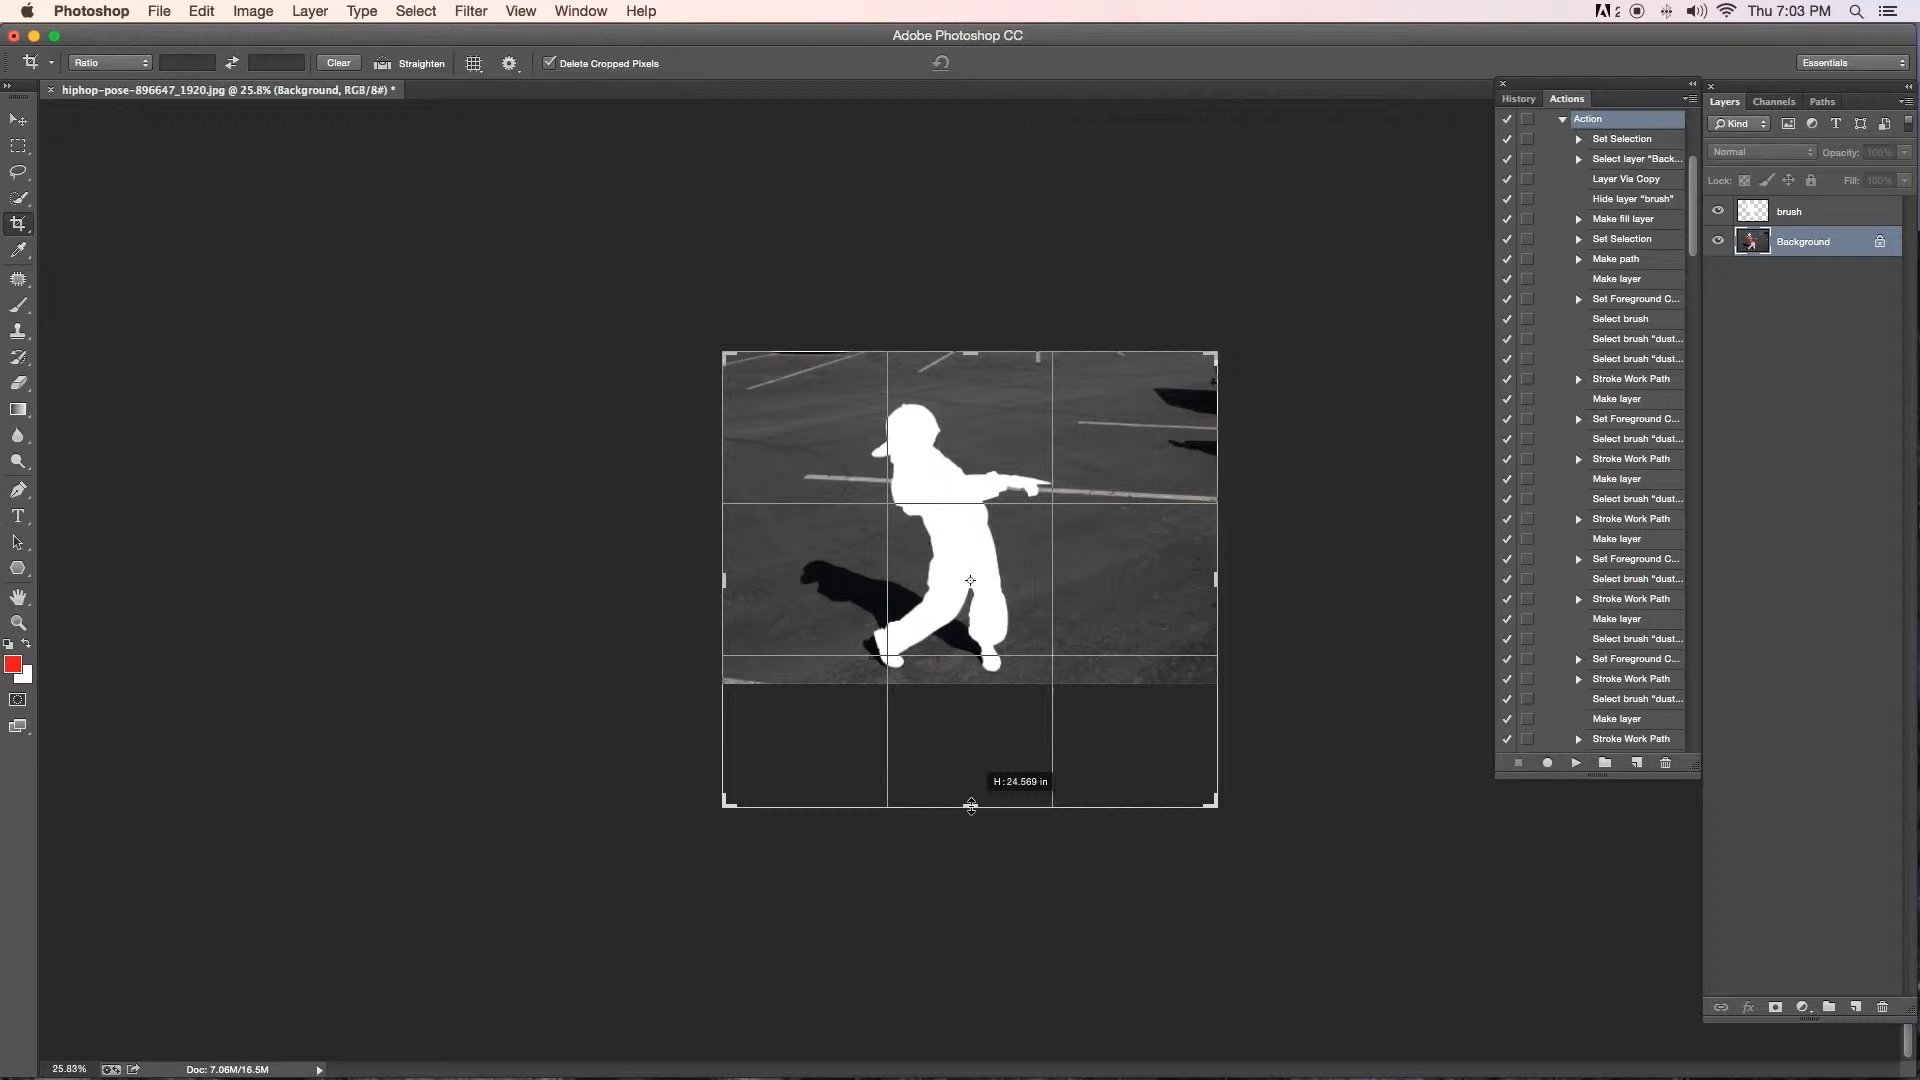 Photoshop File Edit Image Layer Type Select Filter View Window Help
2 Thu 7:03 PM
Adobe Photoshop CC
Ratio Clear Straighten Delete Cropped Pixels Essentials
hiphop-pose-896647_1920.jpg @ 25.8% (Background, RGB/8#) *
History Actions
Action
Set Selection
Select layer “Back...
Layer Via Copy
Hide layer “brush”
Make fill layer
Set Selection
Make path
Make layer
Set Foreground C...
Select brush
Select brush “dust...
Select brush “dust...
Stroke Work Path
Make layer
Set Foreground C...
Select brush “dust...
Stroke Work Path
Make layer
Select brush “dust...
Stroke Work Path
Make layer
Set Foreground C...
Select brush “dust...
Stroke Work Path
Make layer
Select brush “dust...
Set Foreground C...
Stroke Work Path
Select brush “dust...
Make layer
Stroke Work Path
Layers Channels Paths
Kind
Normal Opacity: 100%
Lock: Fill: 100%
brush
Background
H: 24.569 in
25.83% Doc: 7.06M/16.5M